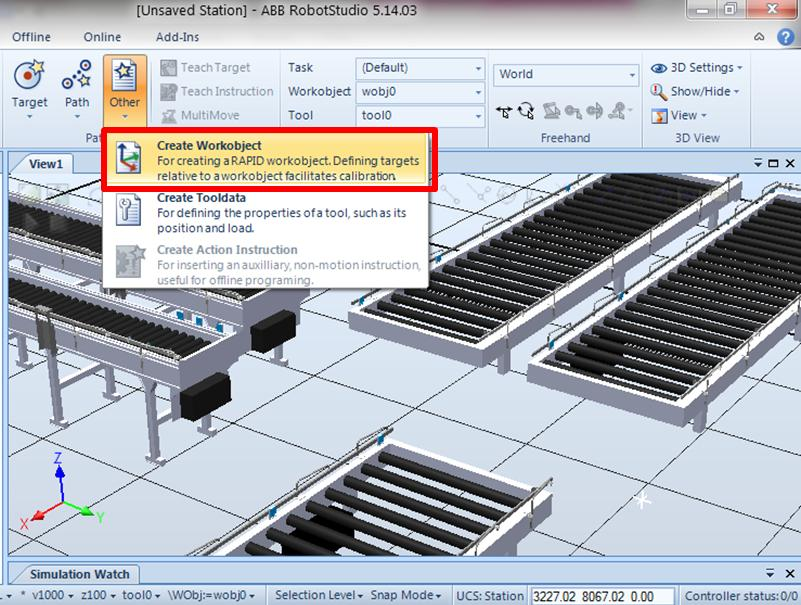 [Unsaved Station] - ABB RobotStudio 5.14.03
Offline Online Add-Ins
Target Path Other
Teach Target
Teach Instruction
MultiMove
Task (Default)
Workobject wobj0
Tool tool0
World
Freehand
3D Settings
Show/Hide
View
3D View
View1
Create Workobject
For creating a RAPID workobject. Defining targets
relative to a workobject facilitates calibration.
Create Tooldata
For defining the properties of a tool, such as its
position and load.
Create Action Instruction
For inserting an auxilliary, non-motion instruction,
useful for offline programing.
Z
X
Y
Simulation Watch
* v1000 z100 tool0 \WObj:=wobj0 Selection Level Snap Mode UCS: Station 3227.02 8067.02 0.00 Controller status: 0/0